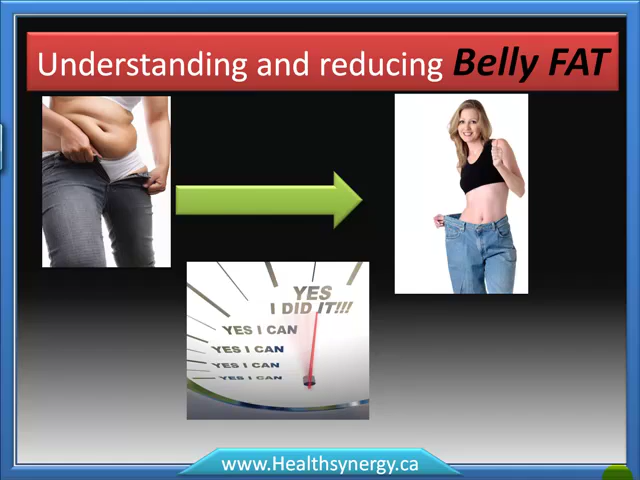 Understanding and reducing Belly FAT
YES
I DID IT!!!
YES I CAN
YES I CAN
YES I CAN
YES I CAN
www.Healthsynergy.ca